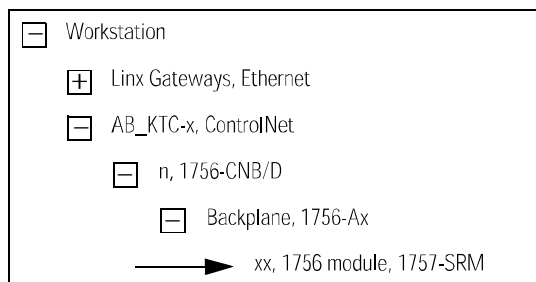 Workstation
Linx Gateways, Ethernet
AB_KTC-x, ControlNet
n, 1756-CNB/D
Backplane, 1756-Ax
xx, 1756 module, 1757-SRM